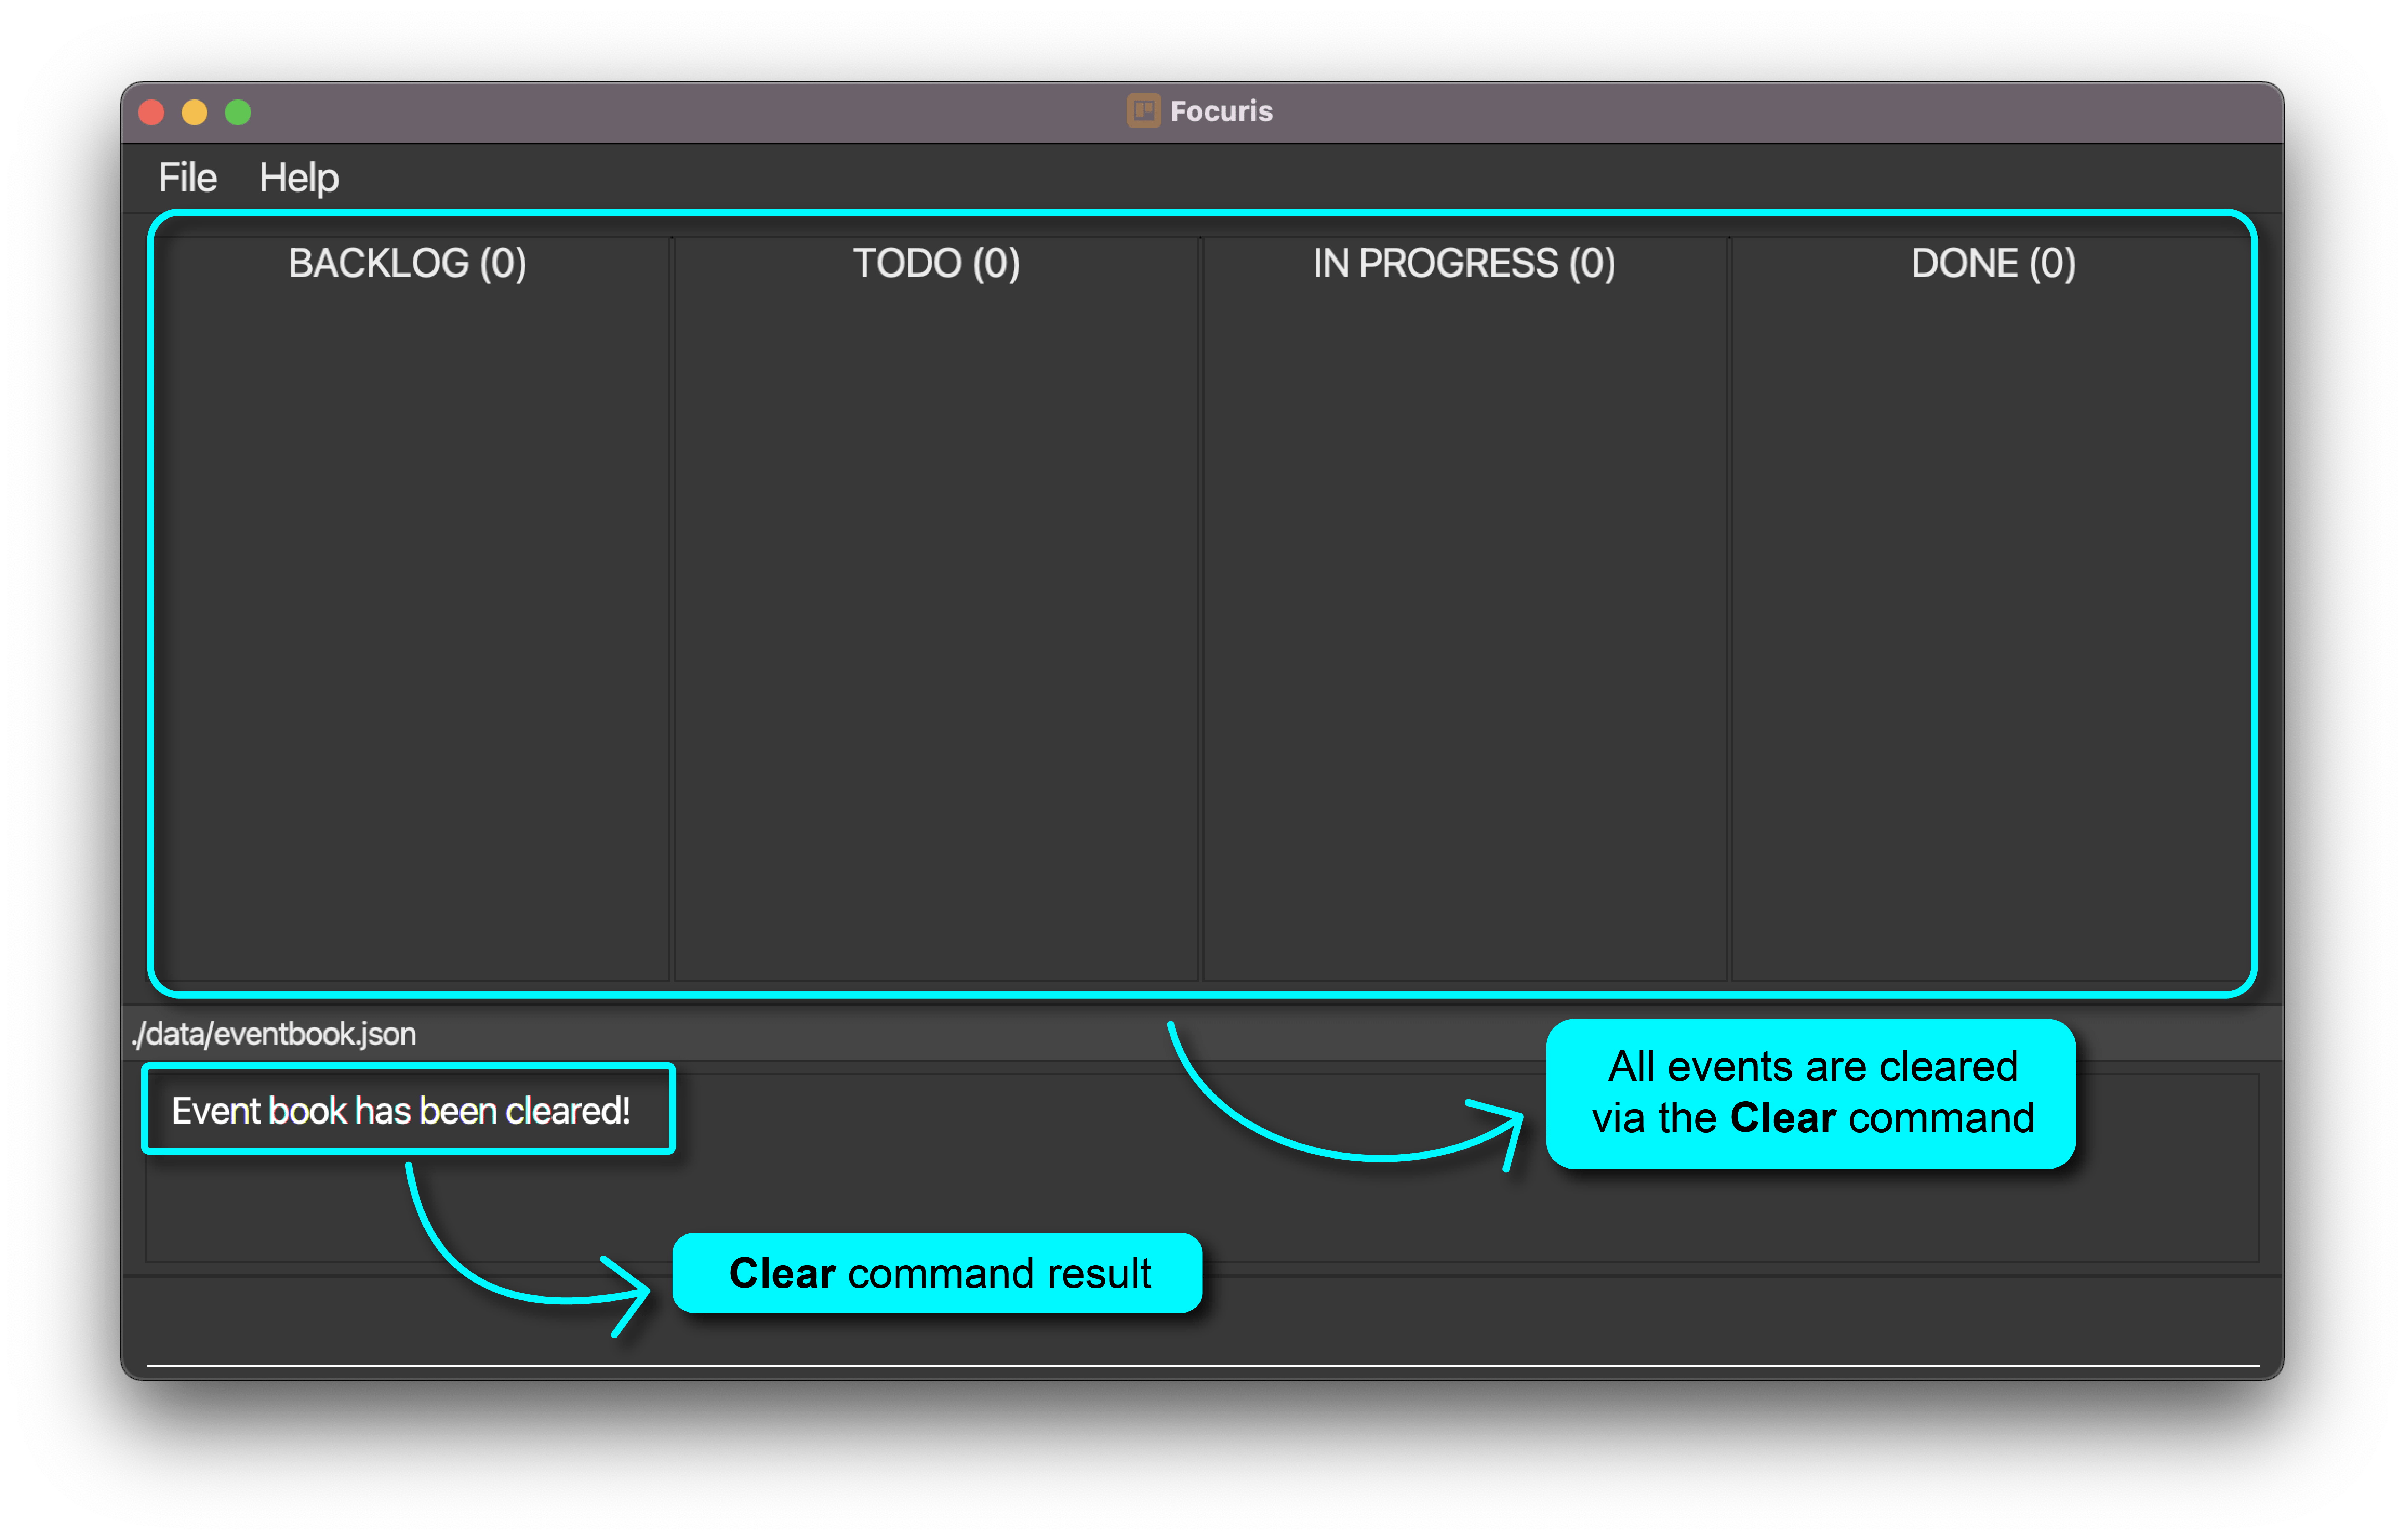 Focuris
File Help
BACKLOG (0) TODO (0) IN PROGRESS (0) DONE (0)
./data/eventbook.json
Event book has been cleared!
All events are cleared
via the Clear command
Clear command result